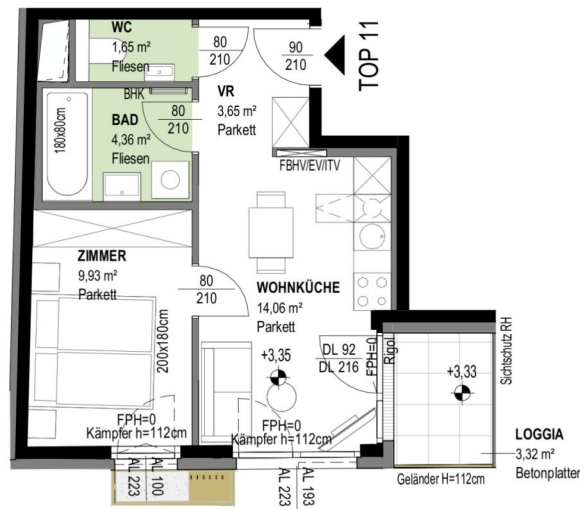 WC
1,65 m²
Fliesen
80
210
90
210
TOP 11
VR
3,65 m²
Parkett
BHK
BAD
4,36 m²
Fliesen
80
210
180x80cm
FBHV/EV/ITV
ZIMMER
9,93 m²
Parkett
80
210
WOHNKÜCHE
14,06 m²
Parkett
200x180cm
+3,35
DL 92
DL 216
FPH=0
Rigol
+3,33
Sichtschutz RH
FPH=0
Kämpfer h=112cm
FPH=0
Kämpfer h=112cm
LOGGIA
3,32 m²
Betonplatter
Geländer H=112cm
AL 100
AL 223
AL 193
AL 223